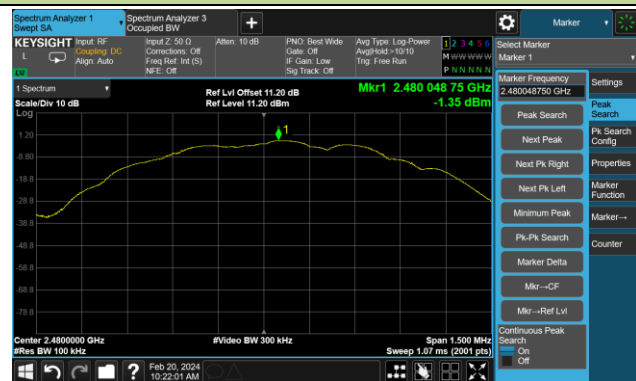 Spectrum Analyzer 1
Swept SA
Spectrum Analyzer 3
Occupied BW
+
Marker
KEYSIGHT
L
Input: RF
Coupling: DC
Align: Auto
Input Z: 50 Ω
Corrections: Off
Freq Ref: Int (S)
NFE: Off
Atten: 10 dB
PNO: Best Wide
Gate: Off
IF Gain: Low
Sig Track: Off
Avg Type: Log-Power
Avg|Hold:>10/10
Trig: Free Run
1 2 3 4 5 6
M W W W W W
P N N N N N
Select Marker
Marker 1
1 Spectrum
Scale/Div 10 dB
Log
Ref Lvl Offset 11.20 dB
Ref Level 11.20 dBm
Mkr1 2.480 048 75 GHz
-1.35 dBm
1
1.20
-8.80
-18.8
-28.8
-38.8
-48.8
-58.8
-68.8
-78.8
Center 2.4800000 GHz
#Res BW 100 kHz
#Video BW 300 kHz
Span 1.500 MHz
Sweep 1.07 ms (2001 pts)
Marker Frequency
2.480048750 GHz
Peak Search
Next Peak
Next Pk Right
Next Pk Left
Minimum Peak
Pk-Pk Search
Marker Delta
Mkr→CF
Mkr→Ref Lvl
Continuous Peak
Search
On
Off
Settings
Peak
Search
Pk Search
Config
Properties
Marker
Function
Marker→
Counter
?
Feb 20, 2024
10:22:01 AM